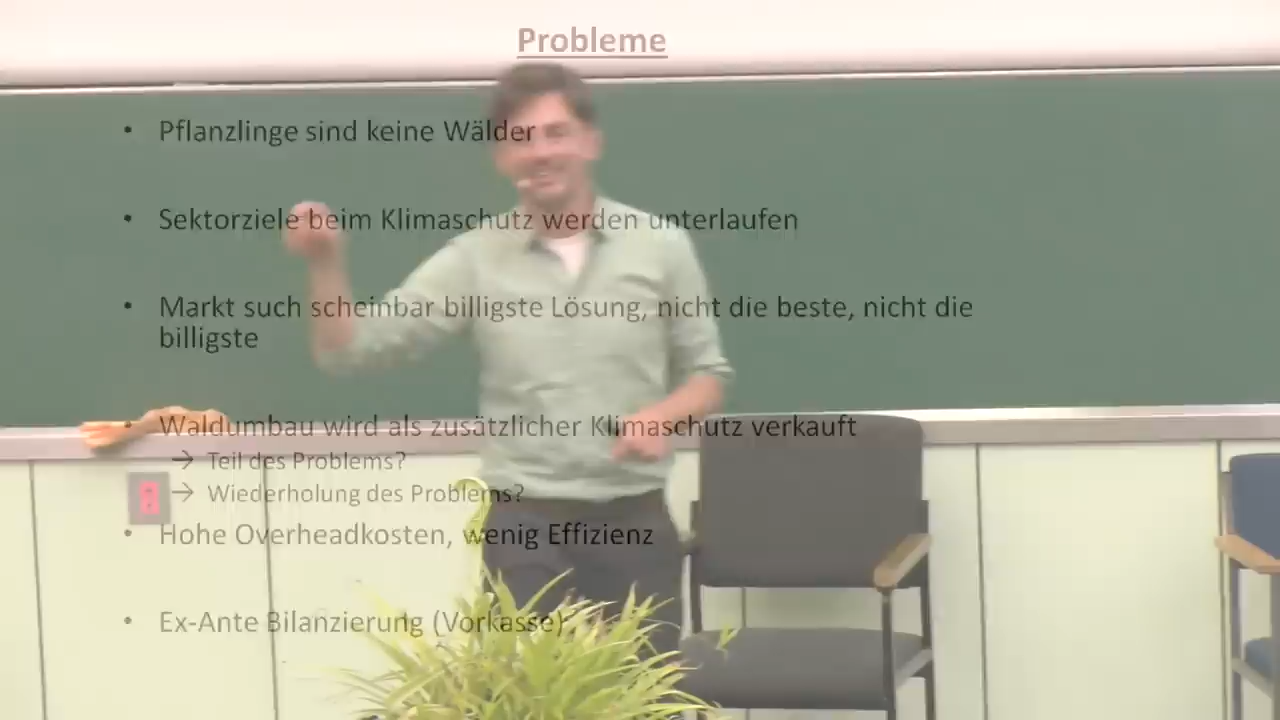 Probleme
• Pflanzlinge sind keine Wälder
• Sektorziele beim Klimaschutz werden unterlaufen
• Markt such scheinbar billigste Lösung, nicht die beste, nicht die
billigste
• Waldumbau wird als zusätzlicher Klimaschutz verkauft
→ Teil des Problems?
→ Wiederholung des Problems?
• Hohe Overheadkosten, wenig Effizienz
• Ex-Ante Bilanzierung (Vorkasse)
8